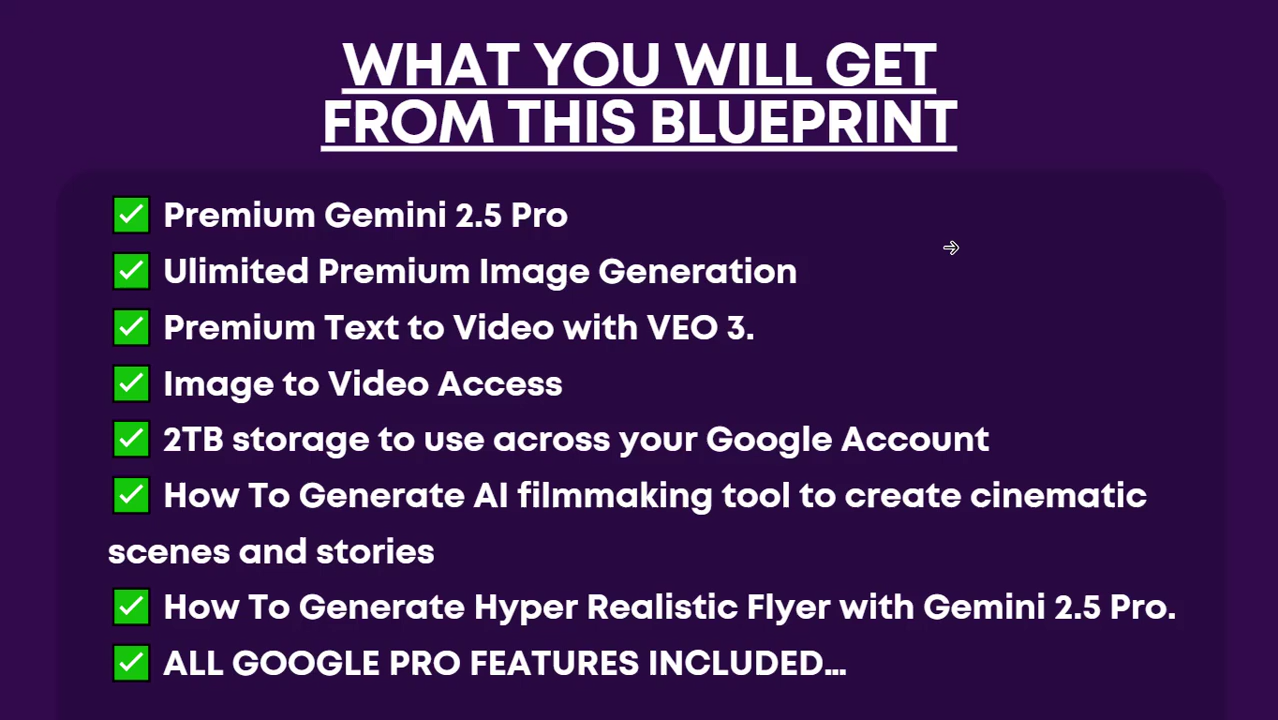 WHAT YOU WILL GET
FROM THIS BLUEPRINT
✅ Premium Gemini 2.5 Pro
✅ Ulimited Premium Image Generation
✅ Premium Text to Video with VEO 3.
✅ Image to Video Access
✅ 2TB storage to use across your Google Account
✅ How To Generate AI filmmaking tool to create cinematic
scenes and stories
✅ How To Generate Hyper Realistic Flyer with Gemini 2.5 Pro.
✅ ALL GOOGLE PRO FEATURES INCLUDED...